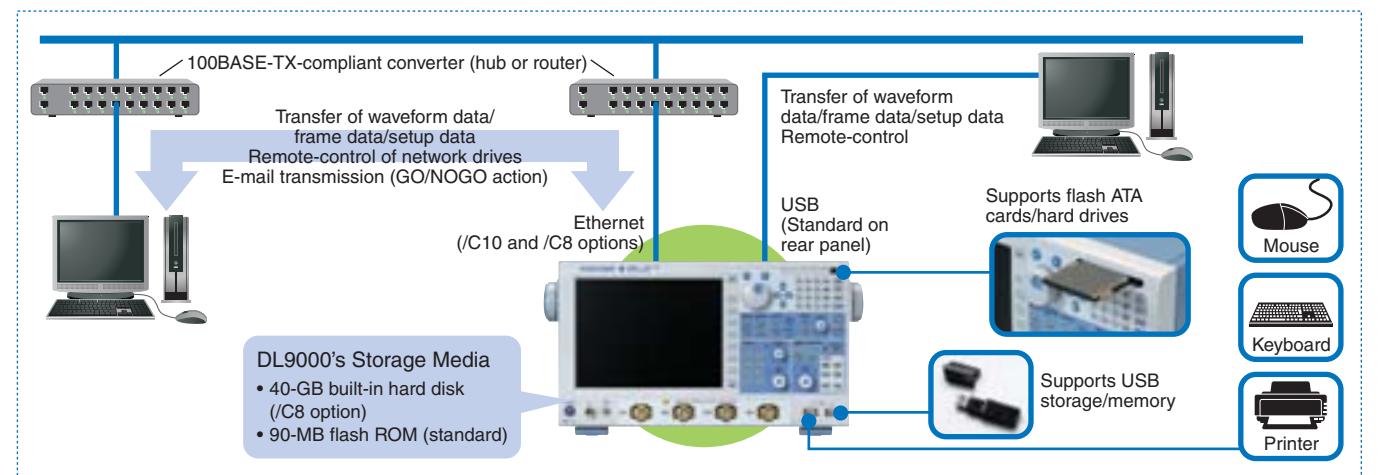 100BASE-TX-compliant converter (hub or router)
Transfer of waveform data/
frame data/setup data
Remote-control of network drives
E-mail transmission (GO/NOGO action)
Transfer of waveform
data/frame data/setup data
Remote-control
Ethernet
(/C10 and /C8 options)
USB
(Standard on
rear panel)
Supports flash ATA
cards/hard drives
Mouse
Keyboard
DL9000's Storage Media
• 40-GB built-in hard disk
(/C8 option)
• 90-MB flash ROM (standard)
Supports USB
storage/memory
Printer